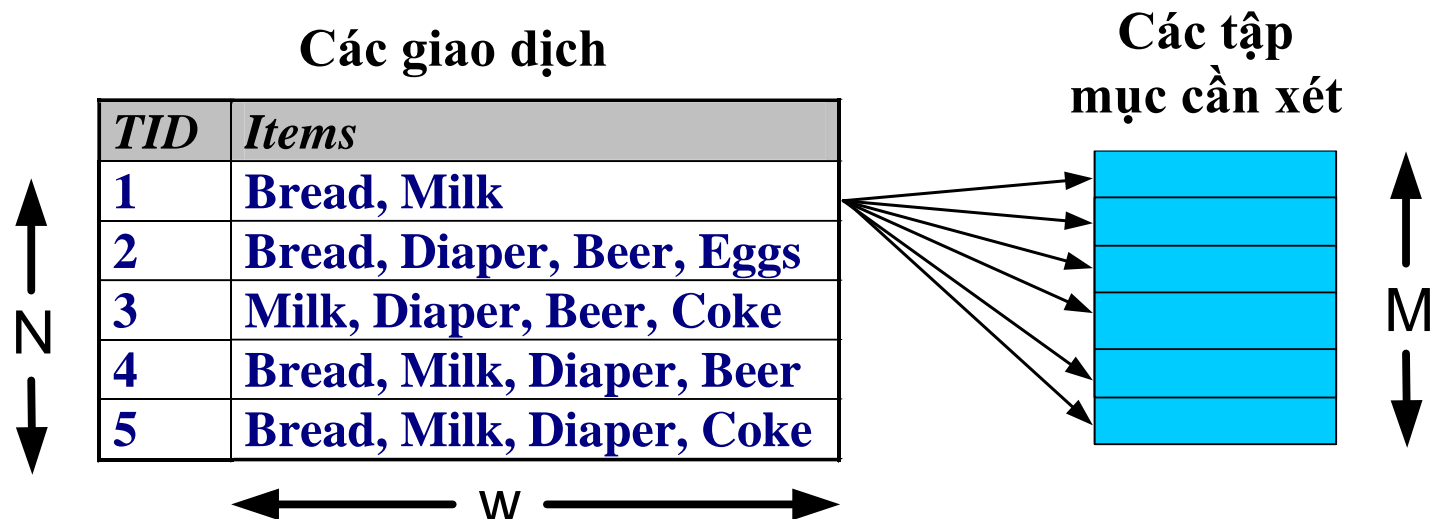 Các giao dịch
Các tập
mục cần xét
TID Items
1 Bread, Milk
2 Bread, Diaper, Beer, Eggs
3 Milk, Diaper, Beer, Coke
4 Bread, Milk, Diaper, Beer
5 Bread, Milk, Diaper, Coke
N
M
w